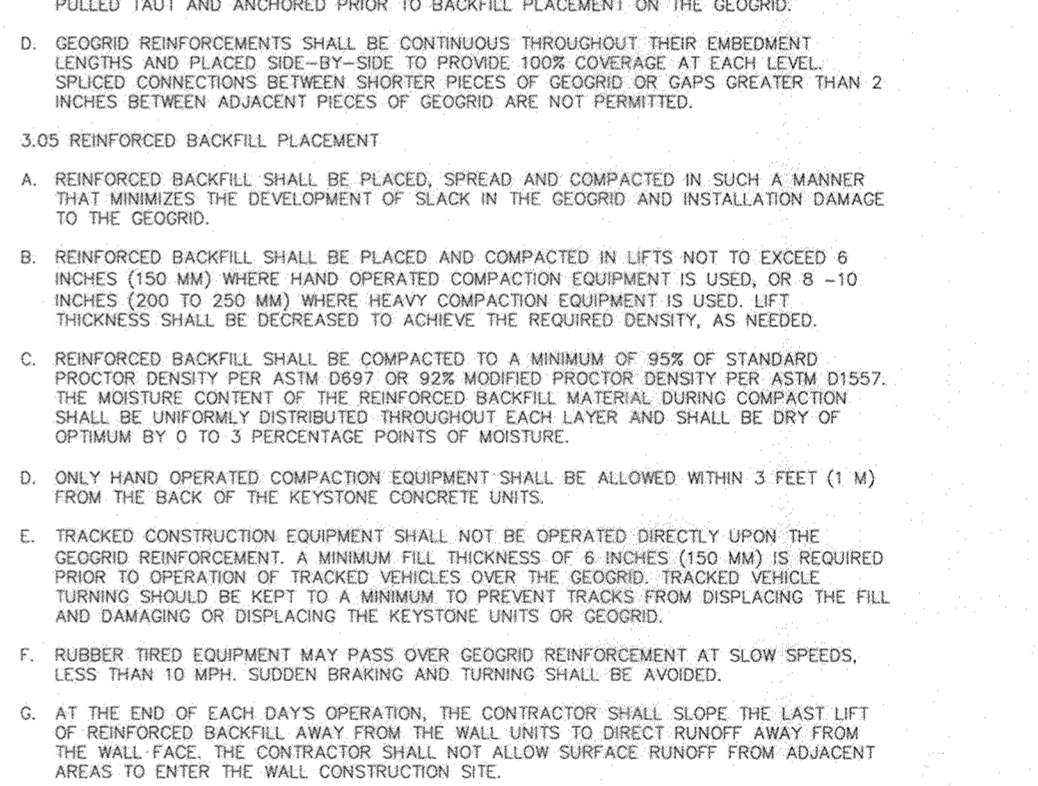 PULLED TAUT AND ANCHORED PRIOR TO BACKFILL PLACEMENT ON THE GEOGRID.
D. GEOGRID REINFORCEMENTS SHALL BE CONTINUOUS THROUGHOUT THEIR EMBEDMENT
LENGTHS AND PLACED SIDE-BY-SIDE TO PROVIDE 100% COVERAGE AT EACH LEVEL.
SPLICED CONNECTIONS BETWEEN SHORTER PIECES OF GEOGRID OR GAPS GREATER THAN 2
INCHES BETWEEN ADJACENT PIECES OF GEOGRID ARE NOT PERMITTED.
3.05 REINFORCED BACKFILL PLACEMENT
A. REINFORCED BACKFILL SHALL BE PLACED, SPREAD AND COMPACTED IN SUCH A MANNER
THAT MINIMIZES THE DEVELOPMENT OF SLACK IN THE GEOGRID AND INSTALLATION DAMAGE
TO THE GEOGRID.
B. REINFORCED BACKFILL SHALL BE PLACED AND COMPACTED IN LIFTS NOT TO EXCEED 6
INCHES (150 MM) WHERE HAND OPERATED COMPACTION EQUIPMENT IS USED, OR 8 -10
INCHES (200 TO 250 MM) WHERE HEAVY COMPACTION EQUIPMENT IS USED. LIFT
THICKNESS SHALL BE DECREASED TO ACHIEVE THE REQUIRED DENSITY, AS NEEDED.
C. REINFORCED BACKFILL SHALL BE COMPACTED TO A MINIMUM OF 95% OF STANDARD
PROCTOR DENSITY PER ASTM D697 OR 92% MODIFIED PROCTOR DENSITY PER ASTM D1557.
THE MOISTURE CONTENT OF THE REINFORCED BACKFILL MATERIAL DURING COMPACTION
SHALL BE UNIFORMLY DISTRIBUTED THROUGHOUT EACH LAYER AND SHALL BE DRY OF
OPTIMUM BY 0 TO 3 PERCENTAGE POINTS OF MOISTURE.
D. ONLY HAND OPERATED COMPACTION EQUIPMENT SHALL BE ALLOWED WITHIN 3 FEET (1 M)
FROM THE BACK OF THE KEYSTONE CONCRETE UNITS.
E. TRACKED CONSTRUCTION EQUIPMENT SHALL NOT BE OPERATED DIRECTLY UPON THE
GEOGRID REINFORCEMENT. A MINIMUM FILL THICKNESS OF 6 INCHES (150 MM) IS REQUIRED
PRIOR TO OPERATION OF TRACKED VEHICLES OVER THE GEOGRID. TRACKED VEHICLE
TURNING SHOULD BE KEPT TO A MINIMUM TO PREVENT TRACKS FROM DISPLACING THE FILL
AND DAMAGING OR DISPLACING THE KEYSTONE UNITS OR GEOGRID.
F. RUBBER TIRED EQUIPMENT MAY PASS OVER GEOGRID REINFORCEMENT AT SLOW SPEEDS,
LESS THAN 10 MPH. SUDDEN BRAKING AND TURNING SHALL BE AVOIDED.
G. AT THE END OF EACH DAY'S OPERATION, THE CONTRACTOR SHALL SLOPE THE LAST LIFT
OF REINFORCED BACKFILL AWAY FROM THE WALL UNITS TO DIRECT RUNOFF AWAY FROM
THE WALL FACE. THE CONTRACTOR SHALL NOT ALLOW SURFACE RUNOFF FROM ADJACENT
AREAS TO ENTER THE WALL CONSTRUCTION SITE.